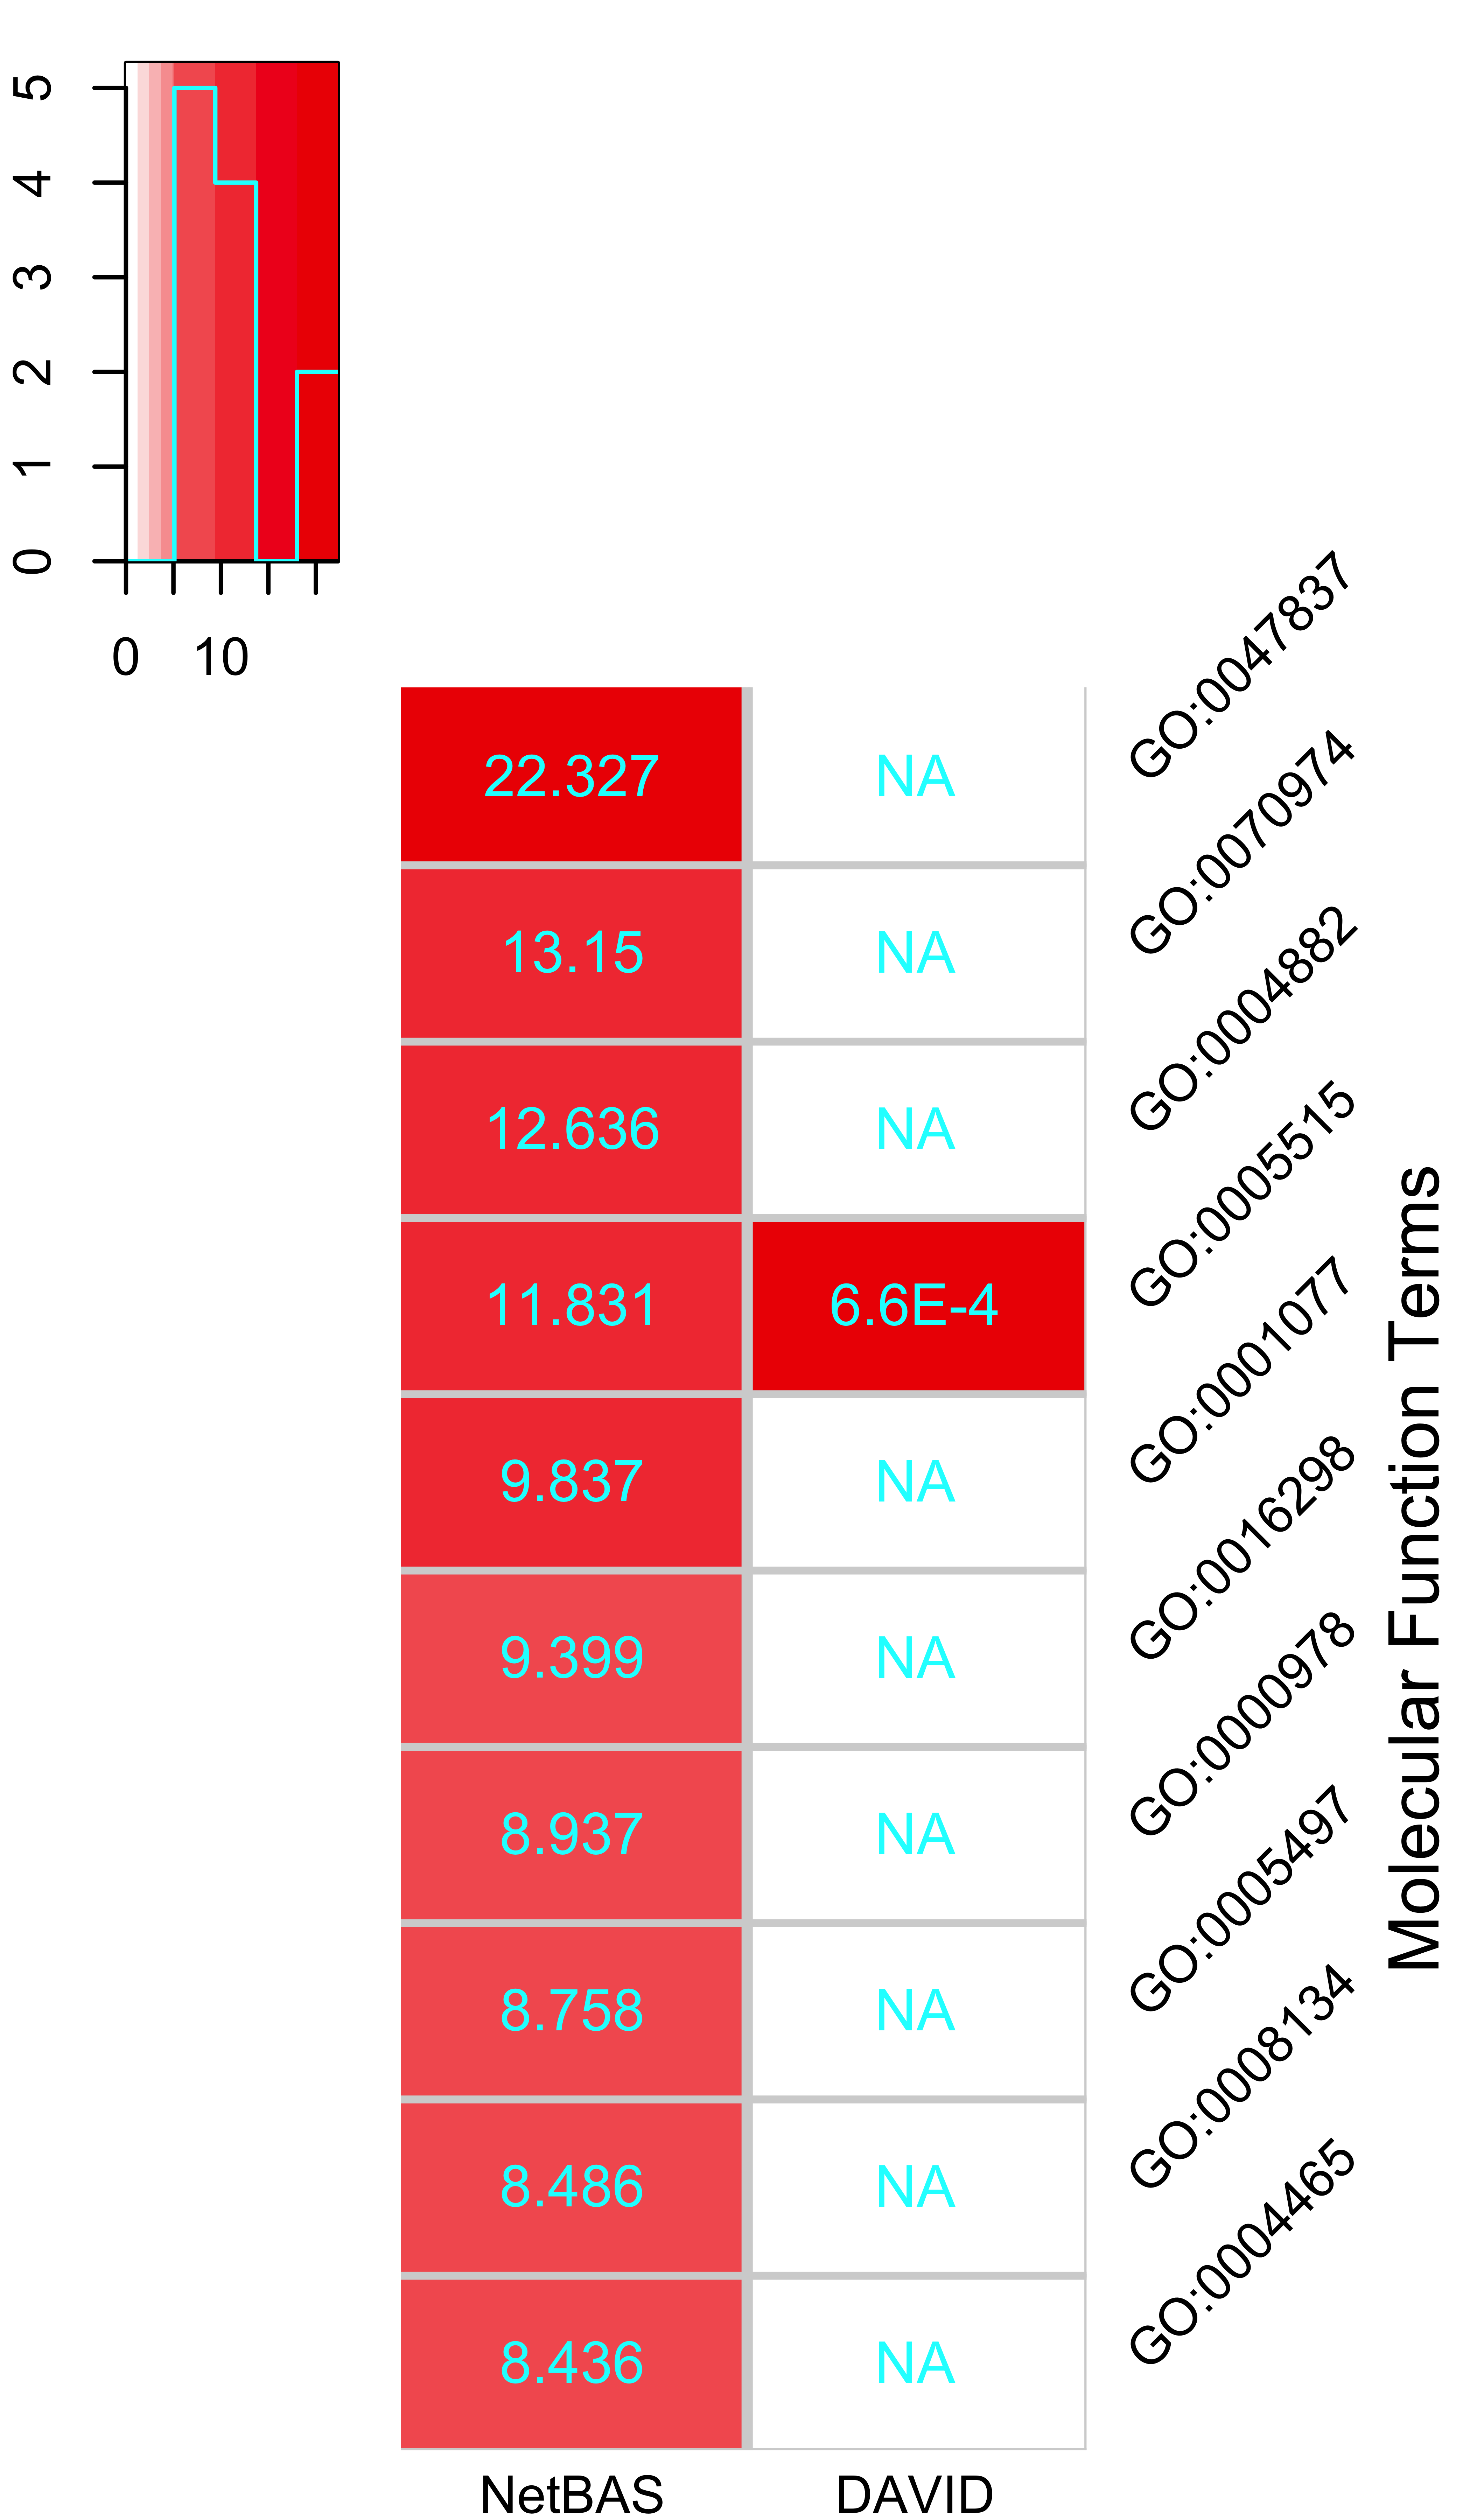 5
4
3
2
1
0
0 10
22.327 NA GO:0047837
13.15 NA GO:0070974
12.636 NA GO:0004882
11.831 6.6E-4 GO:0005515
9.837 NA GO:0001077
9.399 NA GO:0016298
8.937 NA GO:0000978
8.758 NA GO:0005497
8.486 NA GO:0008134
8.436 NA GO:0004465
Molecular Function Terms
NetBAS DAVID